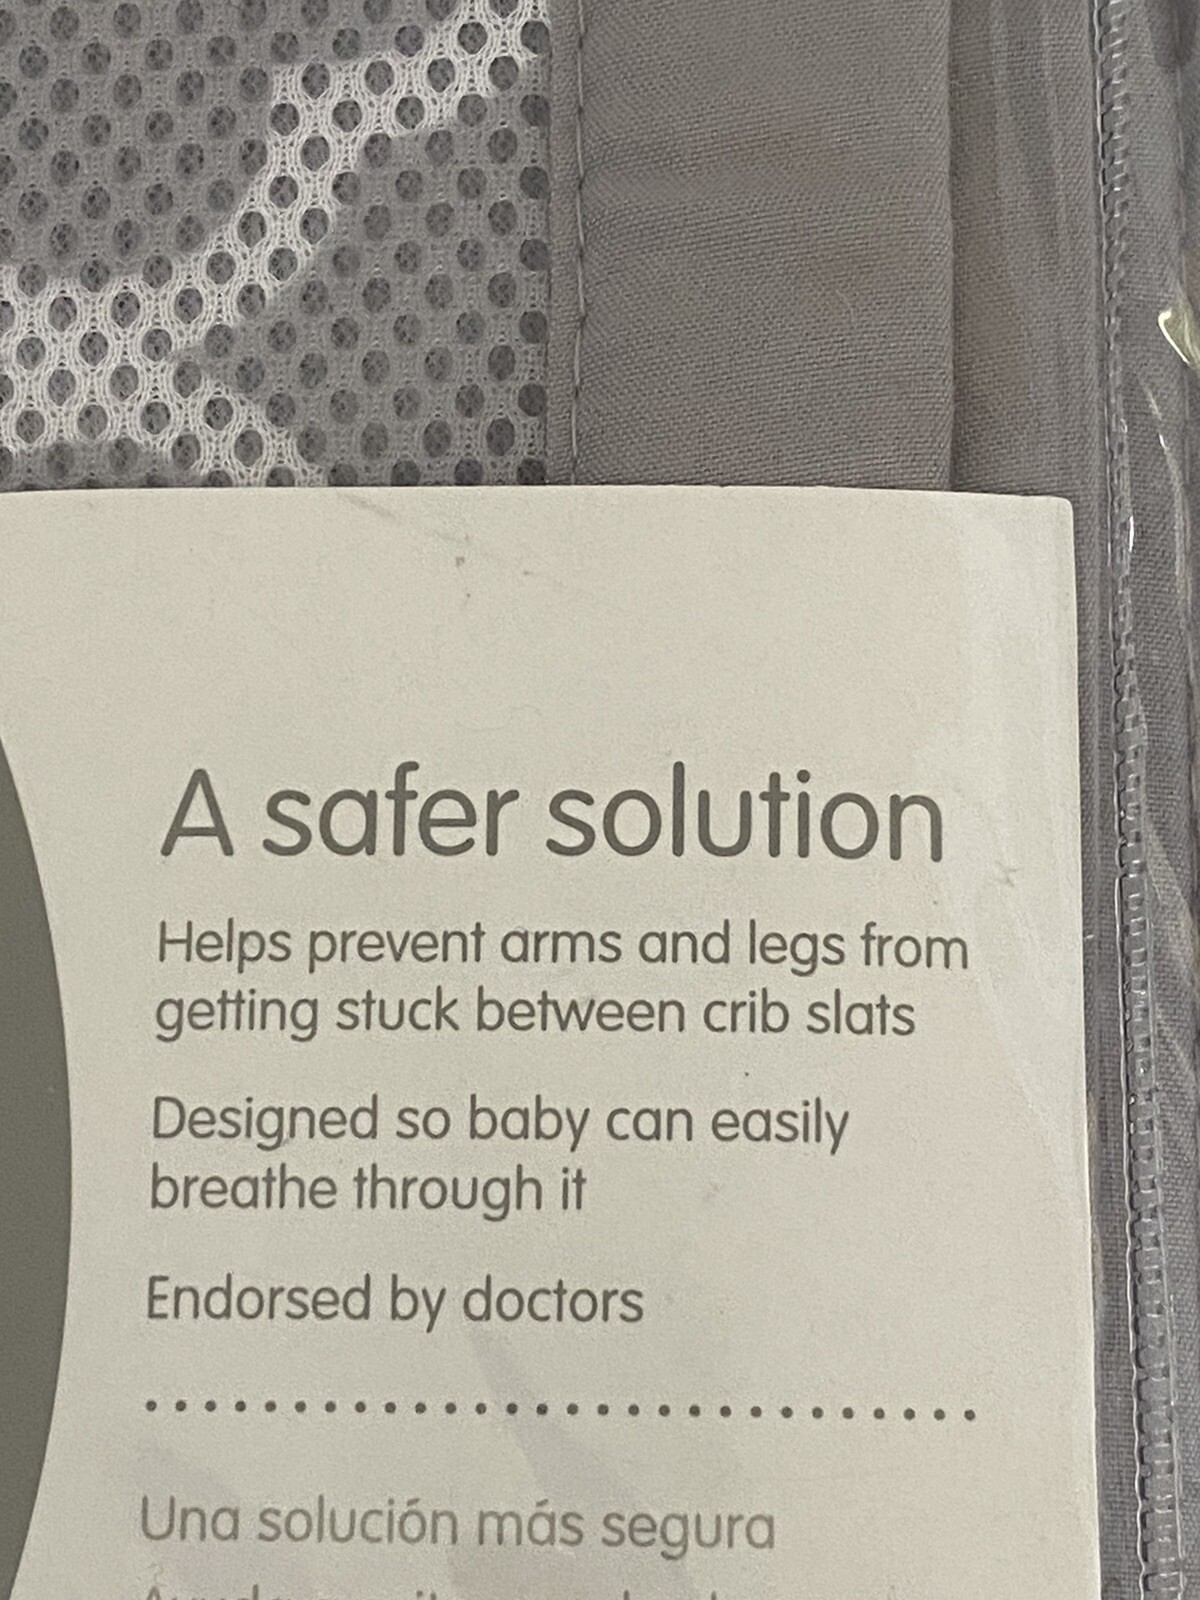 A safer solution
Helps prevent arms and legs from
getting stuck between crib slats
Designed so baby can easily
breathe through it
Endorsed by doctors
Una solución más segura